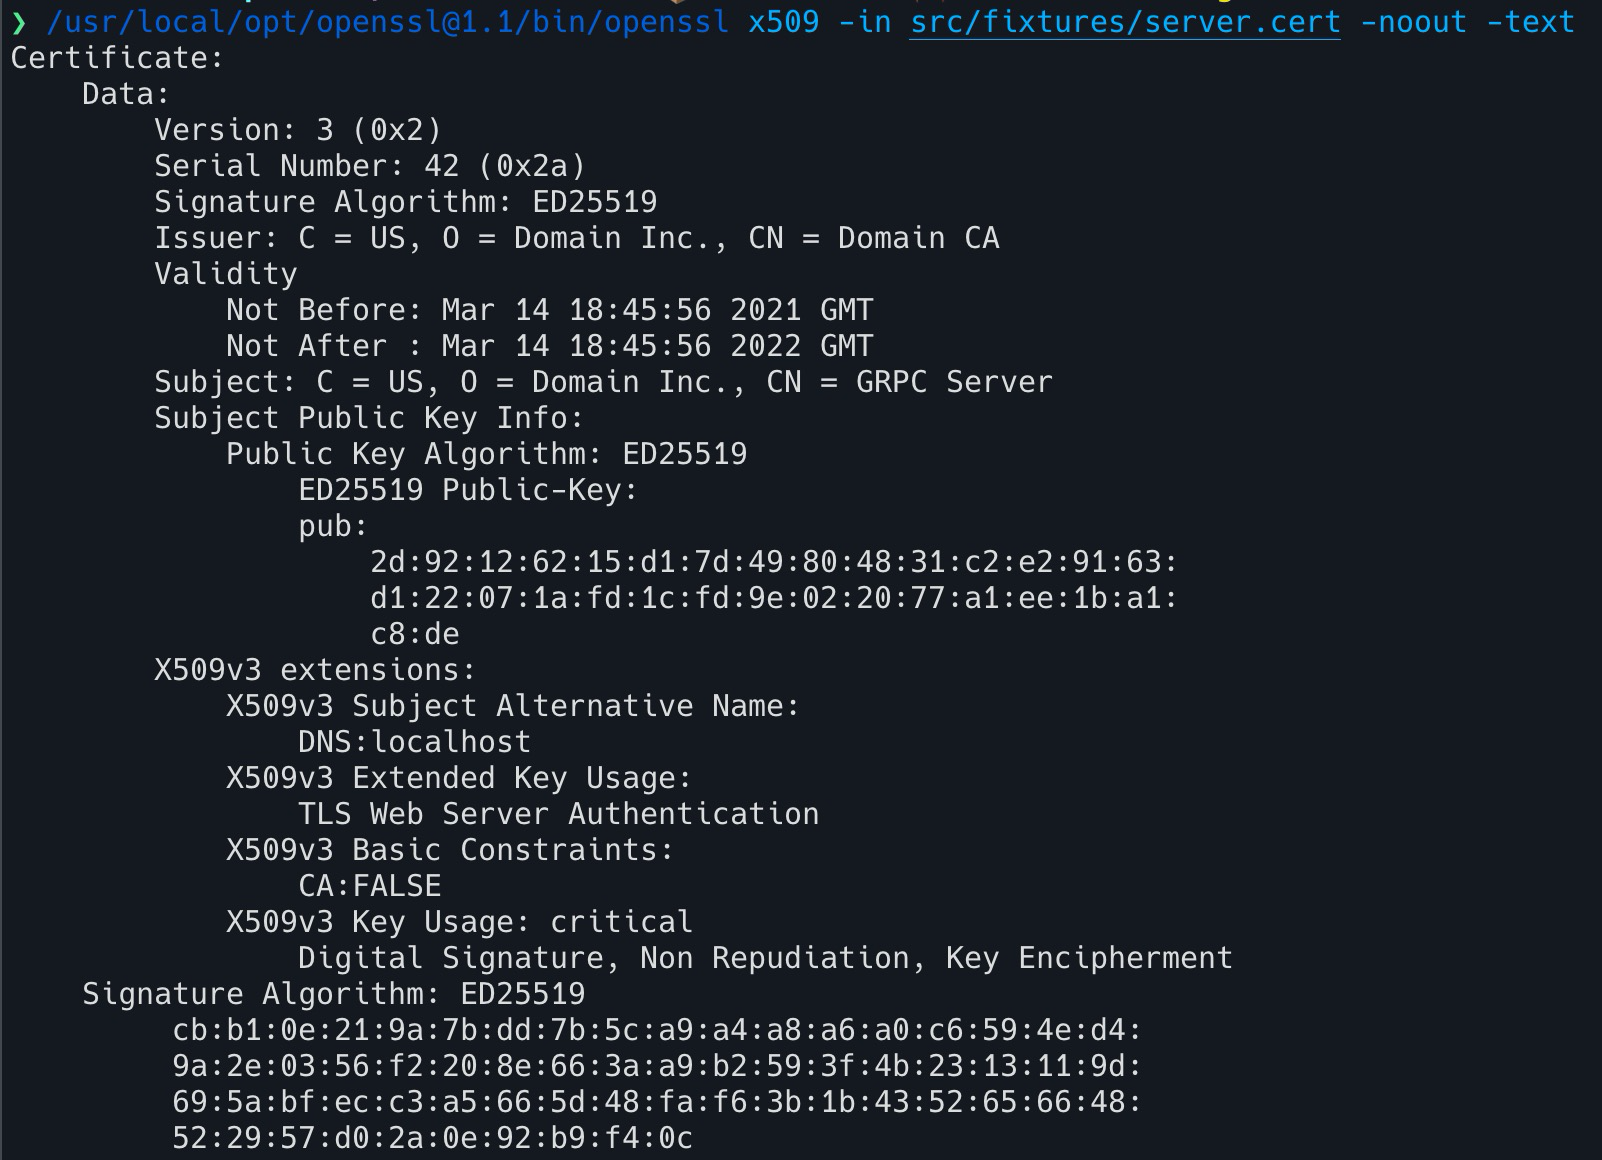 ❯ /usr/local/opt/openssl@1.1/bin/openssl x509 -in src/fixtures/server.cert -noout -text
Certificate:
    Data:
        Version: 3 (0x2)
        Serial Number: 42 (0x2a)
        Signature Algorithm: ED25519
        Issuer: C = US, O = Domain Inc., CN = Domain CA
        Validity
            Not Before: Mar 14 18:45:56 2021 GMT
            Not After : Mar 14 18:45:56 2022 GMT
        Subject: C = US, O = Domain Inc., CN = GRPC Server
        Subject Public Key Info:
            Public Key Algorithm: ED25519
                ED25519 Public-Key:
                pub:
                    2d:92:12:62:15:d1:7d:49:80:48:31:c2:e2:91:63:
                    d1:22:07:1a:fd:1c:fd:9e:02:20:77:a1:ee:1b:a1:
                    c8:de
        X509v3 extensions:
            X509v3 Subject Alternative Name:
                DNS:localhost
            X509v3 Extended Key Usage:
                TLS Web Server Authentication
            X509v3 Basic Constraints:
                CA:FALSE
            X509v3 Key Usage: critical
                Digital Signature, Non Repudiation, Key Encipherment
    Signature Algorithm: ED25519
         cb:b1:0e:21:9a:7b:dd:7b:5c:a9:a4:a8:a6:a0:c6:59:4e:d4:
         9a:2e:03:56:f2:20:8e:66:3a:a9:b2:59:3f:4b:23:13:11:9d:
         69:5a:bf:ec:c3:a5:66:5d:48:fa:f6:3b:1b:43:52:65:66:48:
         52:29:57:d0:2a:0e:92:b9:f4:0c